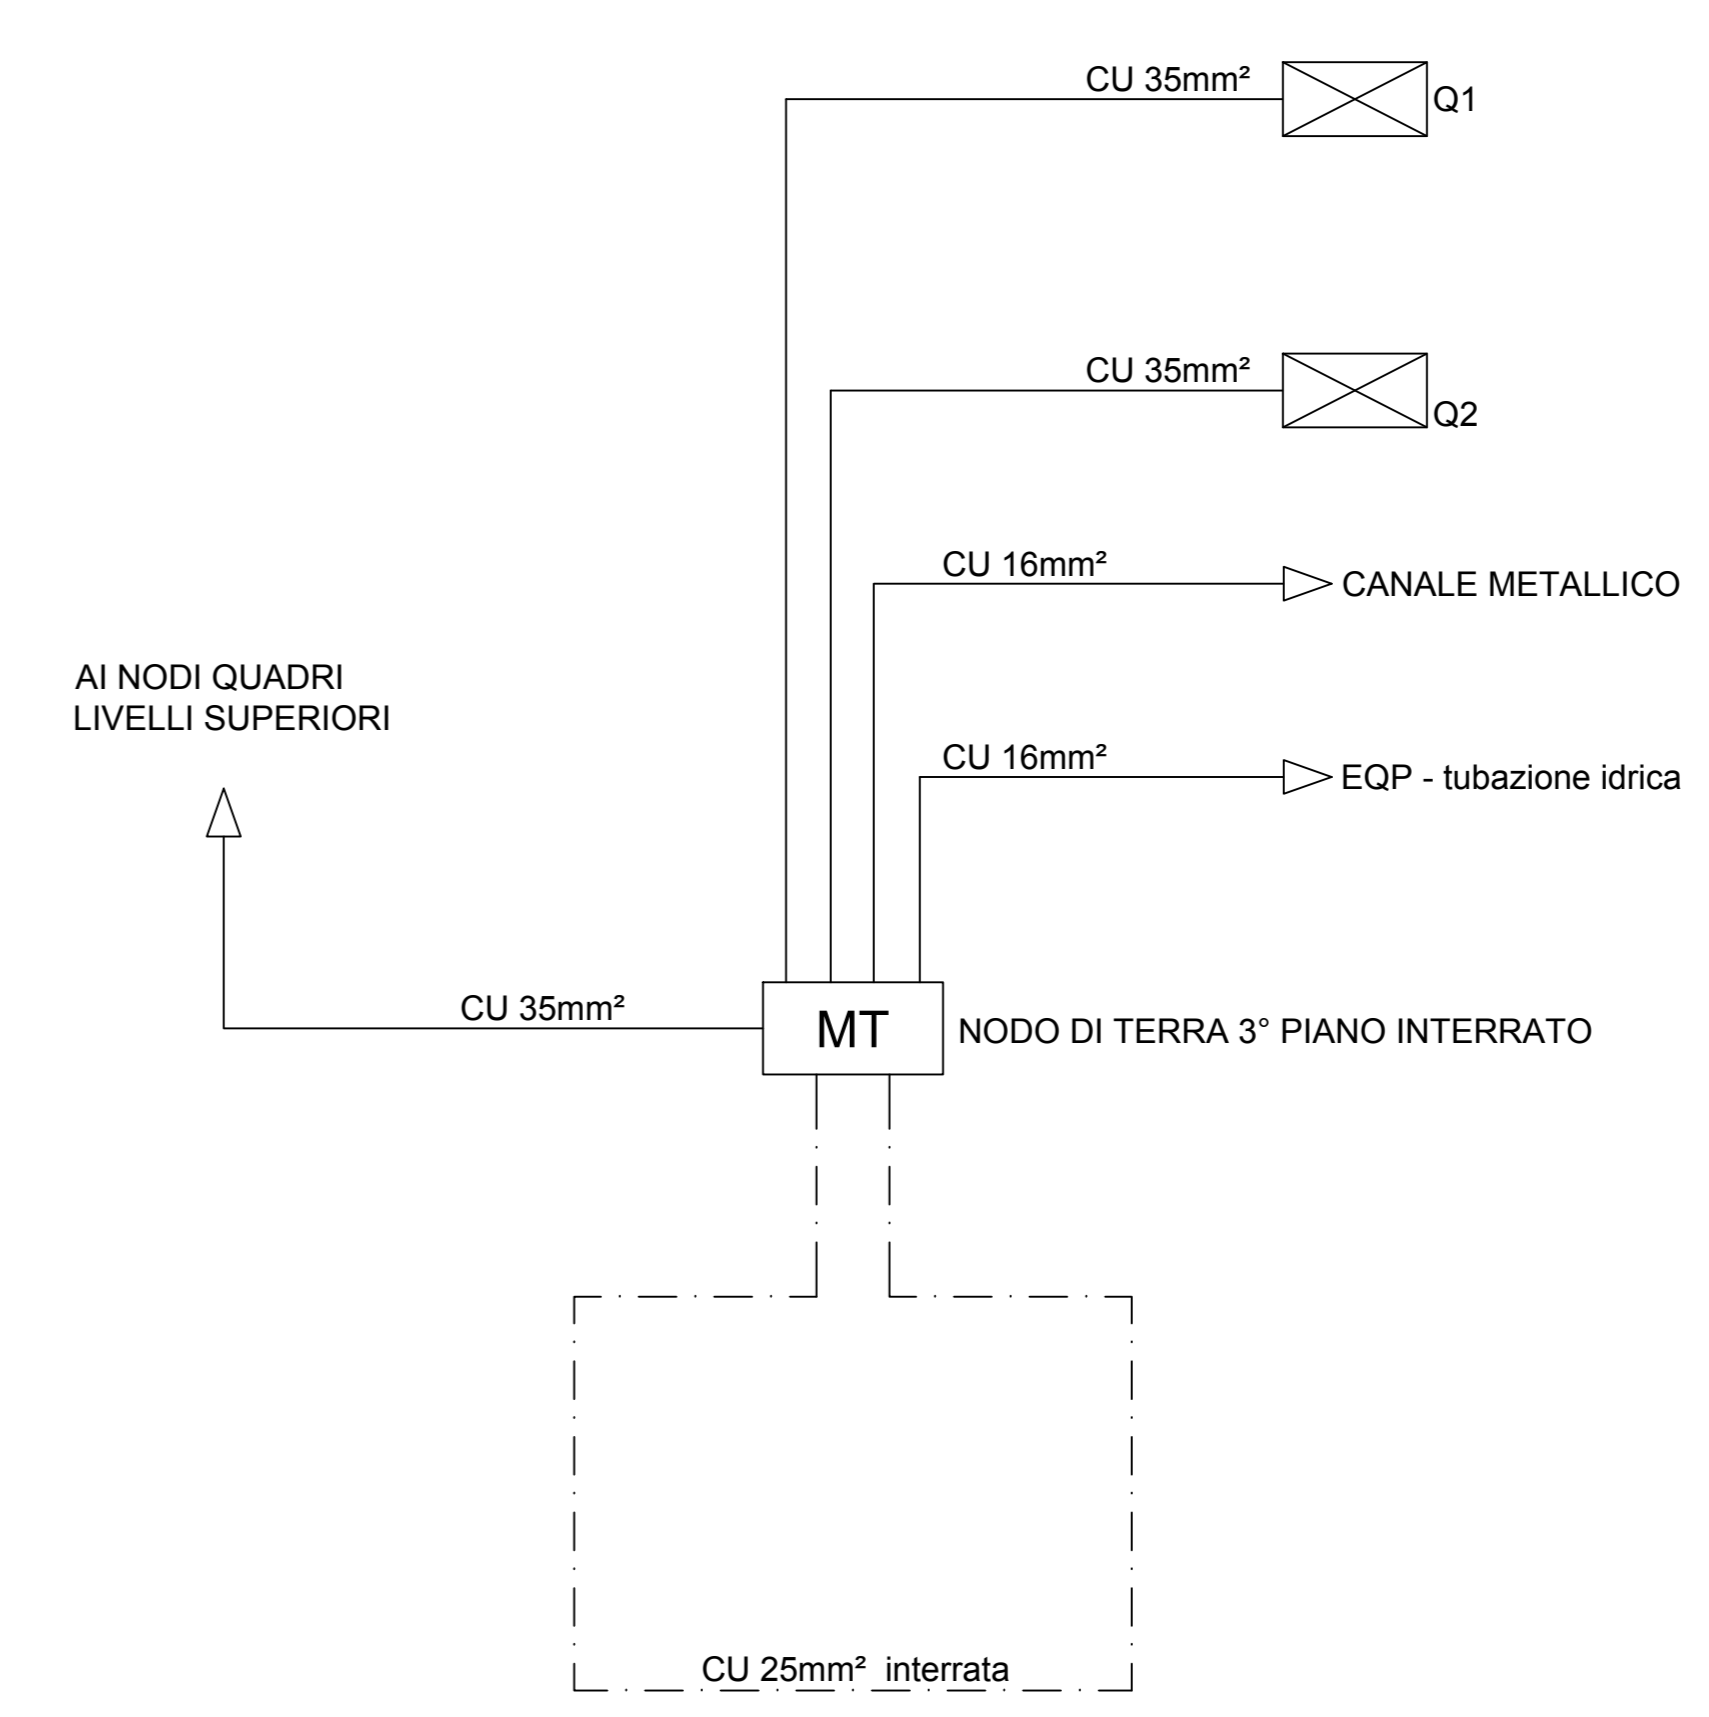 CU 35mm²
Q1
CU 35mm²
Q2
CU 16mm²
CANALE METALLICO
AI NODI QUADRI
LIVELLI SUPERIORI
CU 16mm²
EQP - tubazione idrica
CU 35mm²
MT
NODO DI TERRA 3° PIANO INTERRATO
CU 25mm² interrata